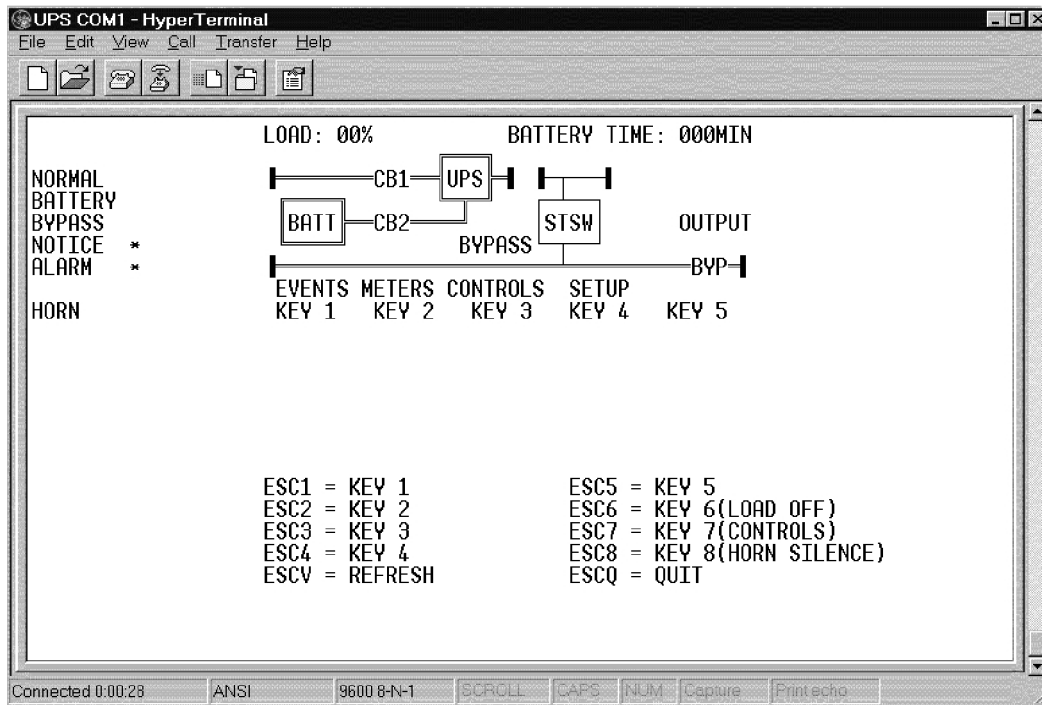 UPS COM1 - HyperTerminal
File Edit View Call Transfer Help
LOAD: 00% BATTERY TIME: 000MIN
NORMAL CB1 UPS
BATTERY
BYPASS BATT CB2 STSW OUTPUT
NOTICE * BYPASS
ALARM * BYP
EVENTS METERS CONTROLS SETUP
HORN KEY 1 KEY 2 KEY 3 KEY 4 KEY 5
ESC1 = KEY 1 ESC5 = KEY 5
ESC2 = KEY 2 ESC6 = KEY 6(LOAD OFF)
ESC3 = KEY 3 ESC7 = KEY 7(CONTROLS)
ESC4 = KEY 4 ESC8 = KEY 8(HORN SILENCE)
ESCV = REFRESH ESCQ = QUIT
Connected 0:00:28 ANSI 9600 8-N-1 SCROLL CAPS NUM Capture Print echo